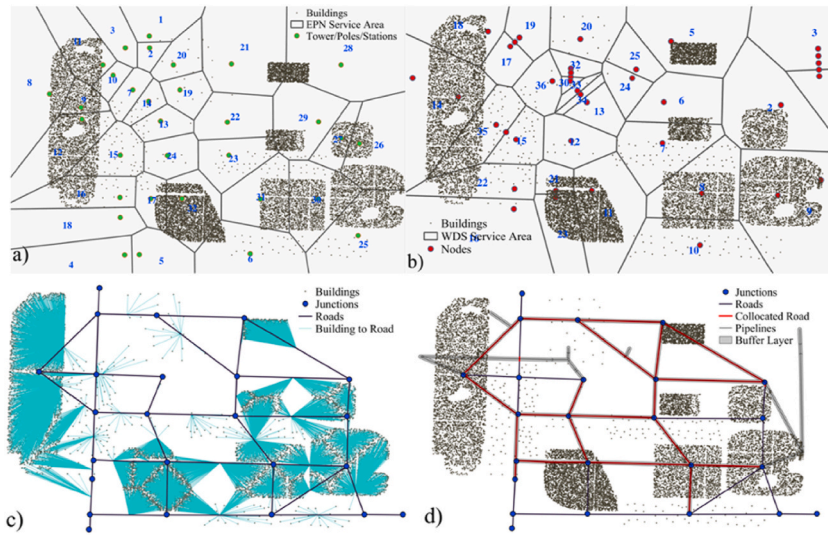 1
3
Buildings
EPN Service Area
Tower/Poles/Stations
2
20
21
28
10
8
7
19
22
29
13
12
15
24
23
26
16
17
30
18
25
4
5
6
a)
18
19
20
5
3
17
32
25
36
30
24
13
6
2
15
15
12
7
22
8
9
10
Buildings
WDS Service Area
Nodes
b)
Buildings
Junctions
Roads
Building to Road
c)
Junctions
Roads
Collocated Road
Pipelines
Buffer Layer
d)